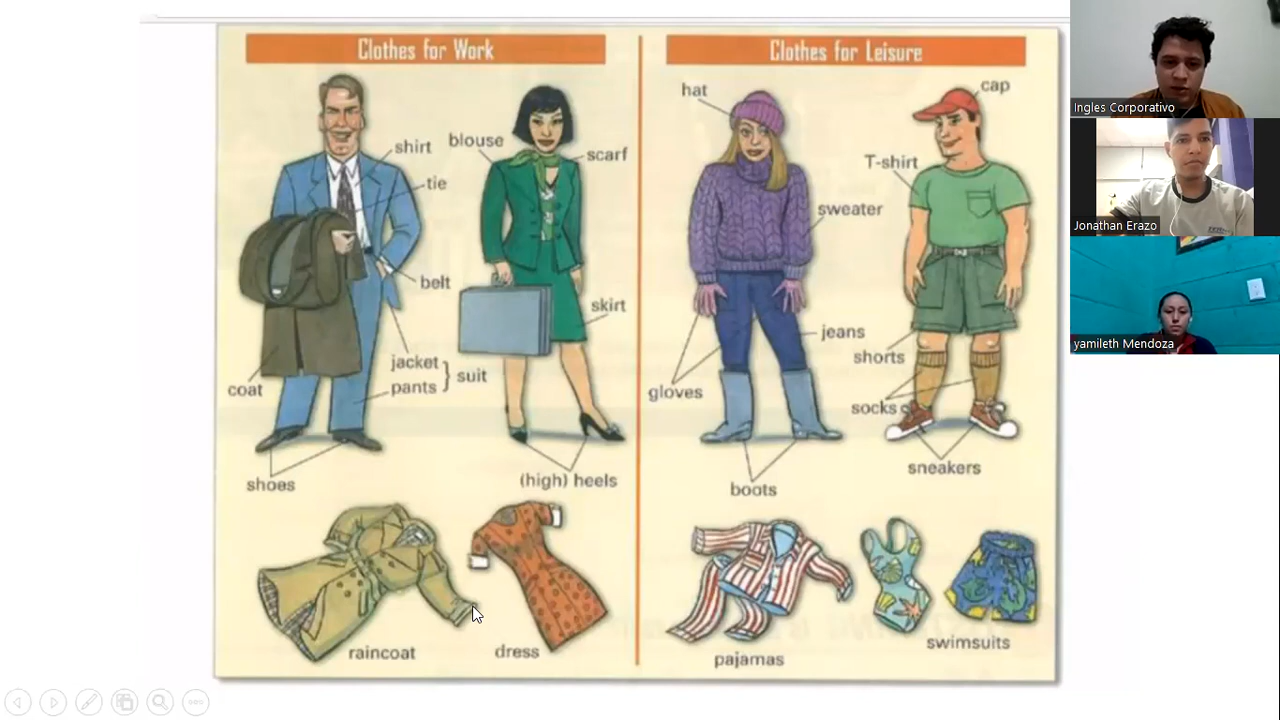 Clothes for Work
shirt
blouse
scarf
tie
belt
skirt
jacket
pants
suit
coat
shoes
(high) heels
raincoat
dress
Clothes for Leisure
hat
cap
T-shirt
sweater
jeans
shorts
gloves
socks
sneakers
boots
pajamas
swimsuits
Ingles Corporativo
Jonathan Erazo
yamileth Mendoza